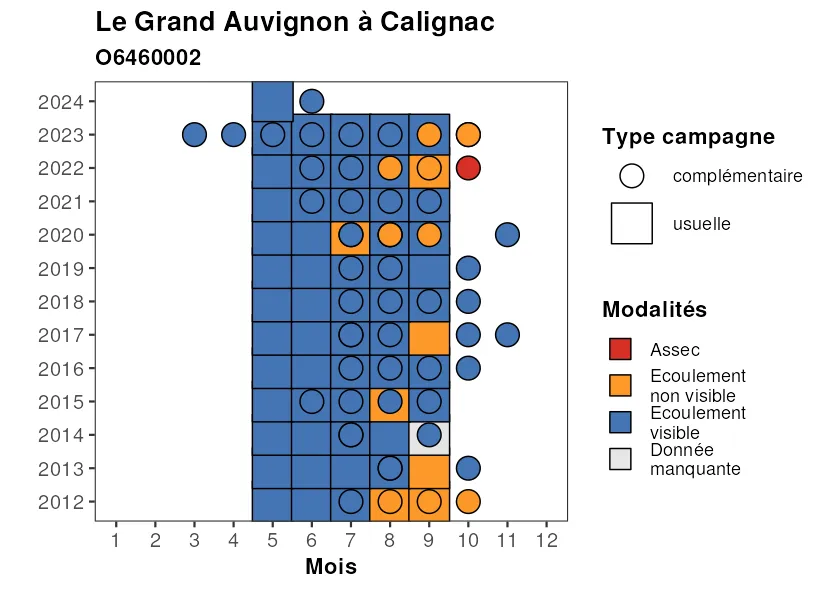 Le Grand Auvignon à Calignac
O6460002
2024
2023
2022
2021
2020
2019
2018
2017
2016
2015
2014
2013
2012
1 2 3 4 5 6 7 8 9 10 11 12
Mois
Type campagne
complémentaire
usuelle
Modalités
Assec
Ecoulement
non visible
Ecoulement
visible
Donnée
manquante